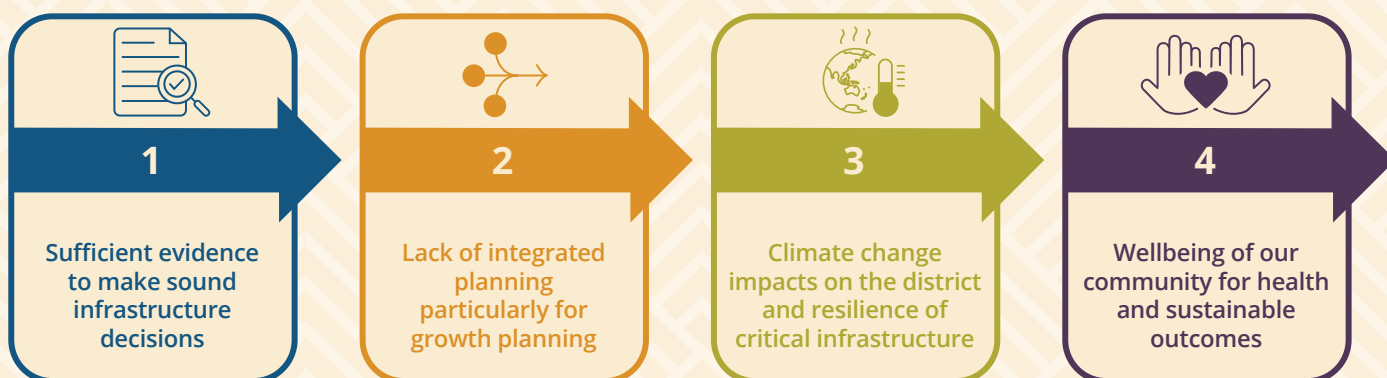 1
Sufficient evidence
to make sound
infrastructure
decisions
2
Lack of integrated
planning
particularly for
growth planning
3
Climate change
impacts on the district
and resilience of
critical infrastructure
4
Wellbeing of our
community for health
and sustainable
outcomes